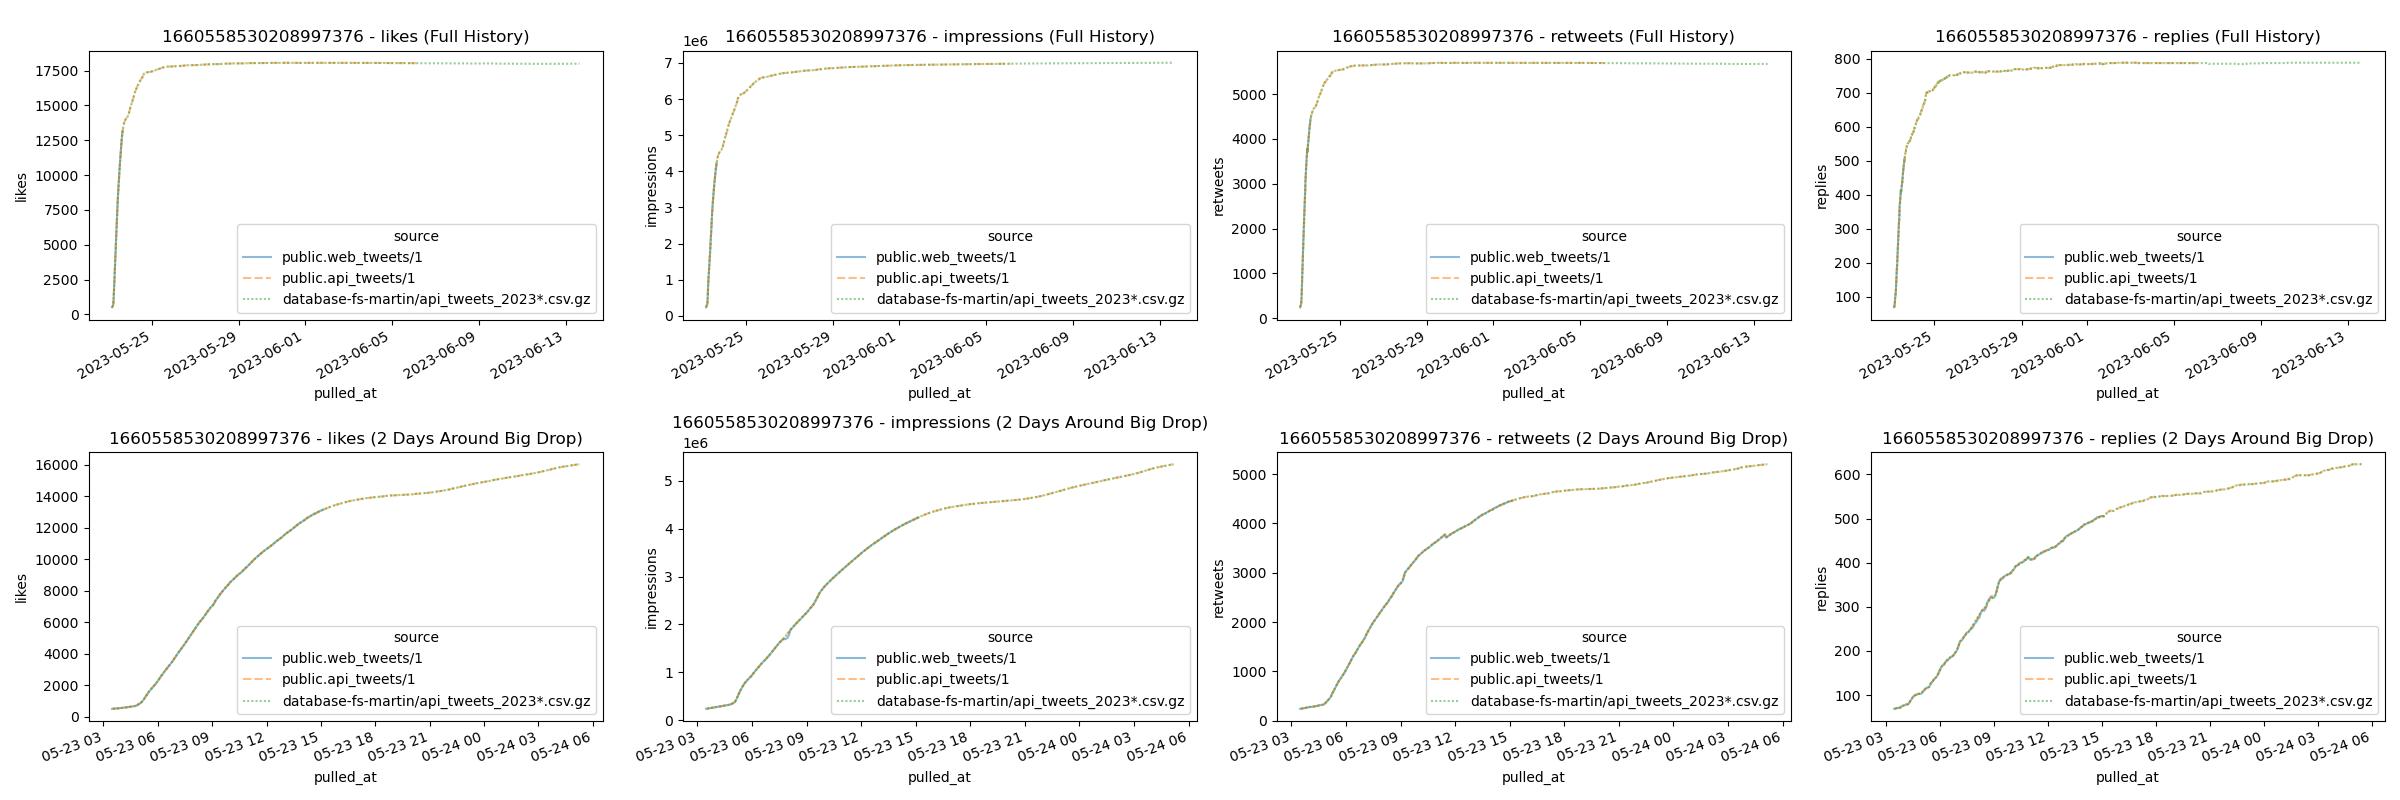 1660558530208997376 - likes (Full History)
17500
15000
12500
10000
7500
5000
2500
0
likes
source
public.web_tweets/1
public.api_tweets/1
database-fs-martin/api_tweets_2023*.csv.gz
2023-05-25
2023-05-29
2023-06-01
2023-06-05
2023-06-09
2023-06-13
pulled_at
1660558530208997376 - impressions (Full History)
1e6
7
6
5
4
3
2
1
0
impressions
source
public.web_tweets/1
public.api_tweets/1
database-fs-martin/api_tweets_2023*.csv.gz
2023-05-25
2023-05-29
2023-06-01
2023-06-05
2023-06-09
2023-06-13
pulled_at
1660558530208997376 - retweets (Full History)
5000
4000
3000
2000
1000
0
retweets
source
public.web_tweets/1
public.api_tweets/1
database-fs-martin/api_tweets_2023*.csv.gz
2023-05-25
2023-05-29
2023-06-01
2023-06-05
2023-06-09
2023-06-13
pulled_at
1660558530208997376 - replies (Full History)
800
700
600
500
400
300
200
100
replies
source
public.web_tweets/1
public.api_tweets/1
database-fs-martin/api_tweets_2023*.csv.gz
2023-05-25
2023-05-29
2023-06-01
2023-06-05
2023-06-09
2023-06-13
pulled_at
1660558530208997376 - likes (2 Days Around Big Drop)
16000
14000
12000
10000
8000
6000
4000
2000
0
likes
source
public.web_tweets/1
public.api_tweets/1
database-fs-martin/api_tweets_2023*.csv.gz
05-23 03
05-23 06
05-23 09
05-23 12
05-23 15
05-23 18
05-23 21
05-24 00
05-24 03
05-24 06
pulled_at
1660558530208997376 - impressions (2 Days Around Big Drop)
1e6
5
4
3
2
1
0
impressions
source
public.web_tweets/1
public.api_tweets/1
database-fs-martin/api_tweets_2023*.csv.gz
05-23 03
05-23 06
05-23 09
05-23 12
05-23 15
05-23 18
05-23 21
05-24 00
05-24 03
05-24 06
pulled_at
1660558530208997376 - retweets (2 Days Around Big Drop)
5000
4000
3000
2000
1000
0
retweets
source
public.web_tweets/1
public.api_tweets/1
database-fs-martin/api_tweets_2023*.csv.gz
05-23 03
05-23 06
05-23 09
05-23 12
05-23 15
05-23 18
05-23 21
05-24 00
05-24 03
05-24 06
pulled_at
1660558530208997376 - replies (2 Days Around Big Drop)
600
500
400
300
200
100
replies
source
public.web_tweets/1
public.api_tweets/1
database-fs-martin/api_tweets_2023*.csv.gz
05-23 03
05-23 06
05-23 09
05-23 12
05-23 15
05-23 18
05-23 21
05-24 00
05-24 03
05-24 06
pulled_at